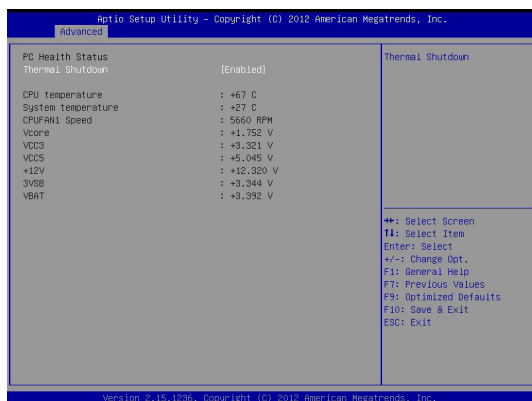 Aptio Setup Utility – Copyright (C) 2012 American Megatrends, Inc.
Advanced
PC Health Status
Thermal Shutdown [Enabled]
CPU temperature : +67 C
System temperature : +27 C
CPUFAN1 Speed : 5660 RPM
Vcore : +1.752 V
VCC3 : +3.321 V
VCC5 : +5.045 V
+12V : +12.320 V
3VSB : +3.344 V
VBAT : +3.392 V
Thermal Shutdown
→←: Select Screen
↑↓: Select Item
Enter: Select
+/-: Change Opt.
F1: General Help
F7: Previous Values
F9: Optimized Defaults
F10: Save & Exit
ESC: Exit
Version 2.15.1236. Copyright (C) 2012 American Megatrends, Inc.